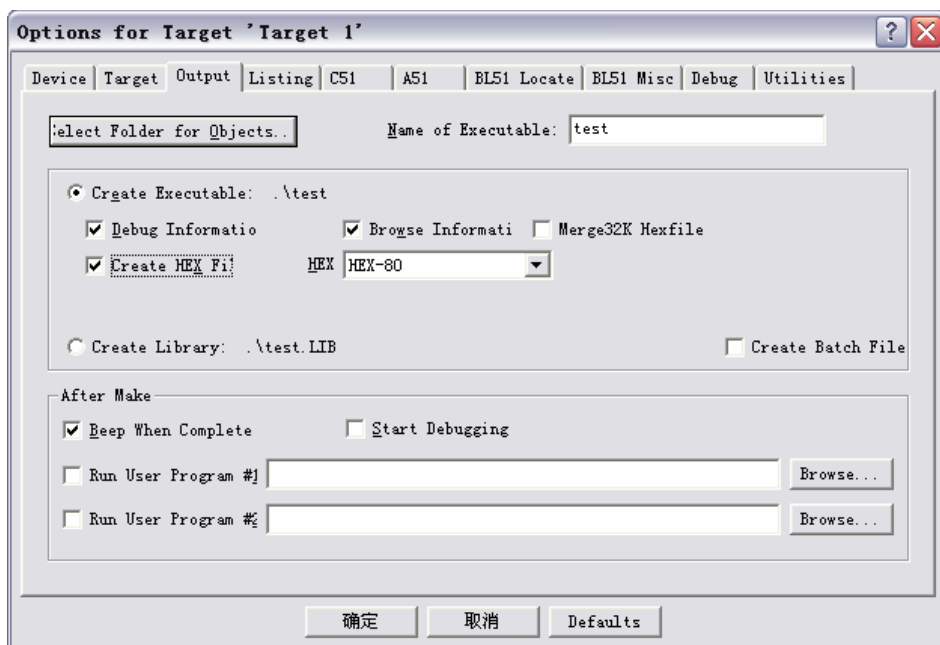 Options for Target 'Target 1'
Device Target Output Listing C51 A51 BL51 Locate BL51 Misc Debug Utilities
elect Folder for Objects.. Name of Executable: test
Create Executable: .\test
Debug Informatio Browse Informati Merge32K Hexfile
Create HEX Fi HEX HEX-80
Create Library: .\test.LIB Create Batch File
After Make
Beep When Complete Start Debugging
Run User Program #1 Browse...
Run User Program #2 Browse...
确定 取消 Defaults